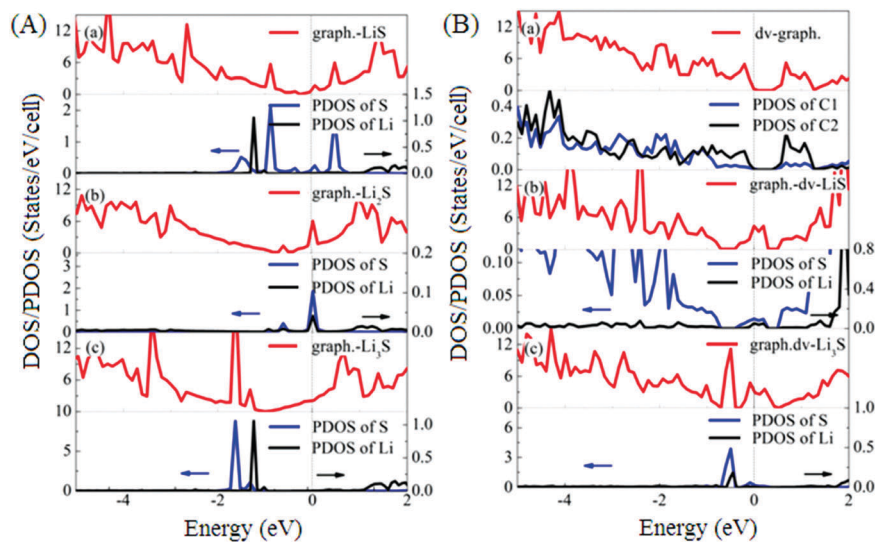 (A)
DOS/PDOS (States/eV/cell)
(a)
graph.-LiS
12
6
0
PDOS of S
PDOS of Li
2
1
0
1.5
1.0
0.5
0.0
(b)
graph.-Li₂S
12
6
0
PDOS of S
PDOS of Li
3
2
1
0
0.2
0.1
0.0
(c)
graph.-Li₃S
12
6
10
PDOS of S
PDOS of Li
5
0
1.0
0.5
0.0
-4
-2
0
2
Energy (eV)
(B)
DOS/PDOS (States/eV/cell)
(a)
dv-graph.
12
6
0
PDOS of C1
PDOS of C2
0.4
0.2
0.0
(b)
graph.-dv-LiS
12
6
0
PDOS of S
PDOS of Li
0.10
0.05
0.00
0.8
0.4
0.0
(c)
graph.dv-Li₃S
12
6
0
PDOS of S
PDOS of Li
6
3
0
1.0
0.5
0.0
-4
-2
0
2
Energy (eV)